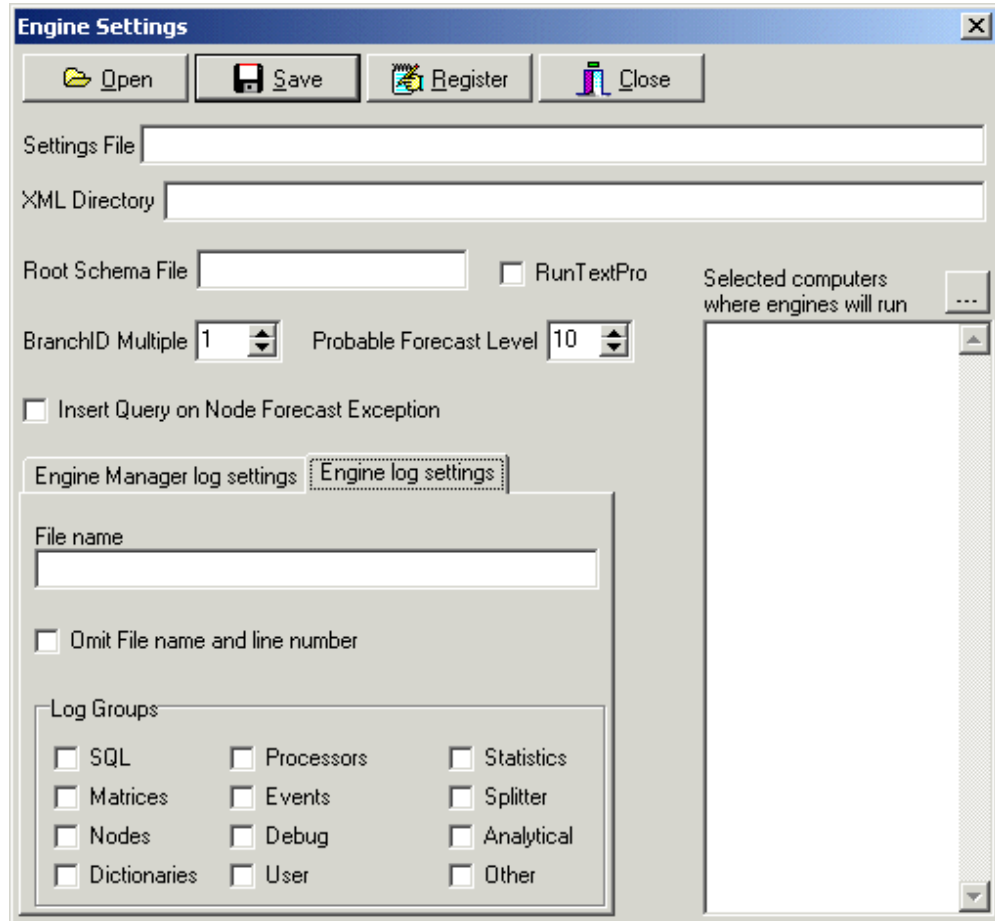 Engine Settings
Open Save Register Close
Settings File
XML Directory
Root Schema File RunTextPro
Selected computers
where engines will run ...
BranchID Multiple 1 Probable Forecast Level 10
Insert Query on Node Forecast Exception
Engine Manager log settings Engine log settings
File name
Omit File name and line number
Log Groups
SQL Processors Statistics
Matrices Events Splitter
Nodes Debug Analytical
Dictionaries User Other